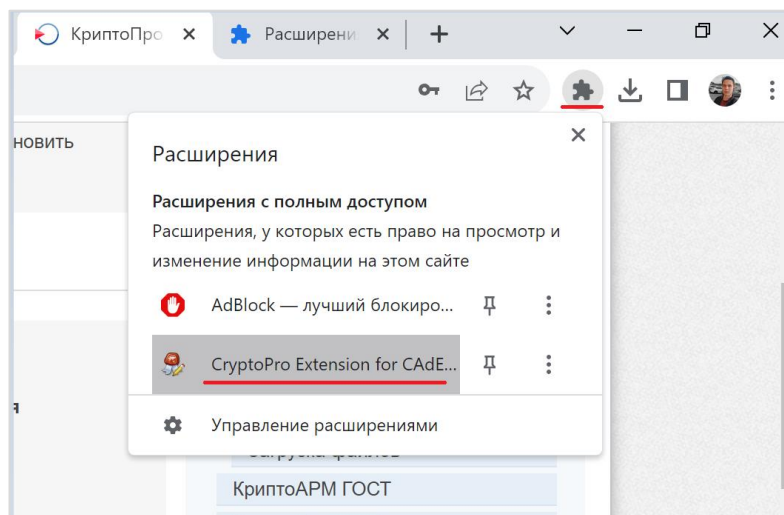 КриптоПро
Расширени
новить
Расширения
Расширения с полным доступом
Расширения, у которых есть право на просмотр и
изменение информации на этом сайте
AdBlock — лучший блокиро...
CryptoPro Extension for CAdE...
Управление расширениями
я
КриптоАРМ ГОСТ